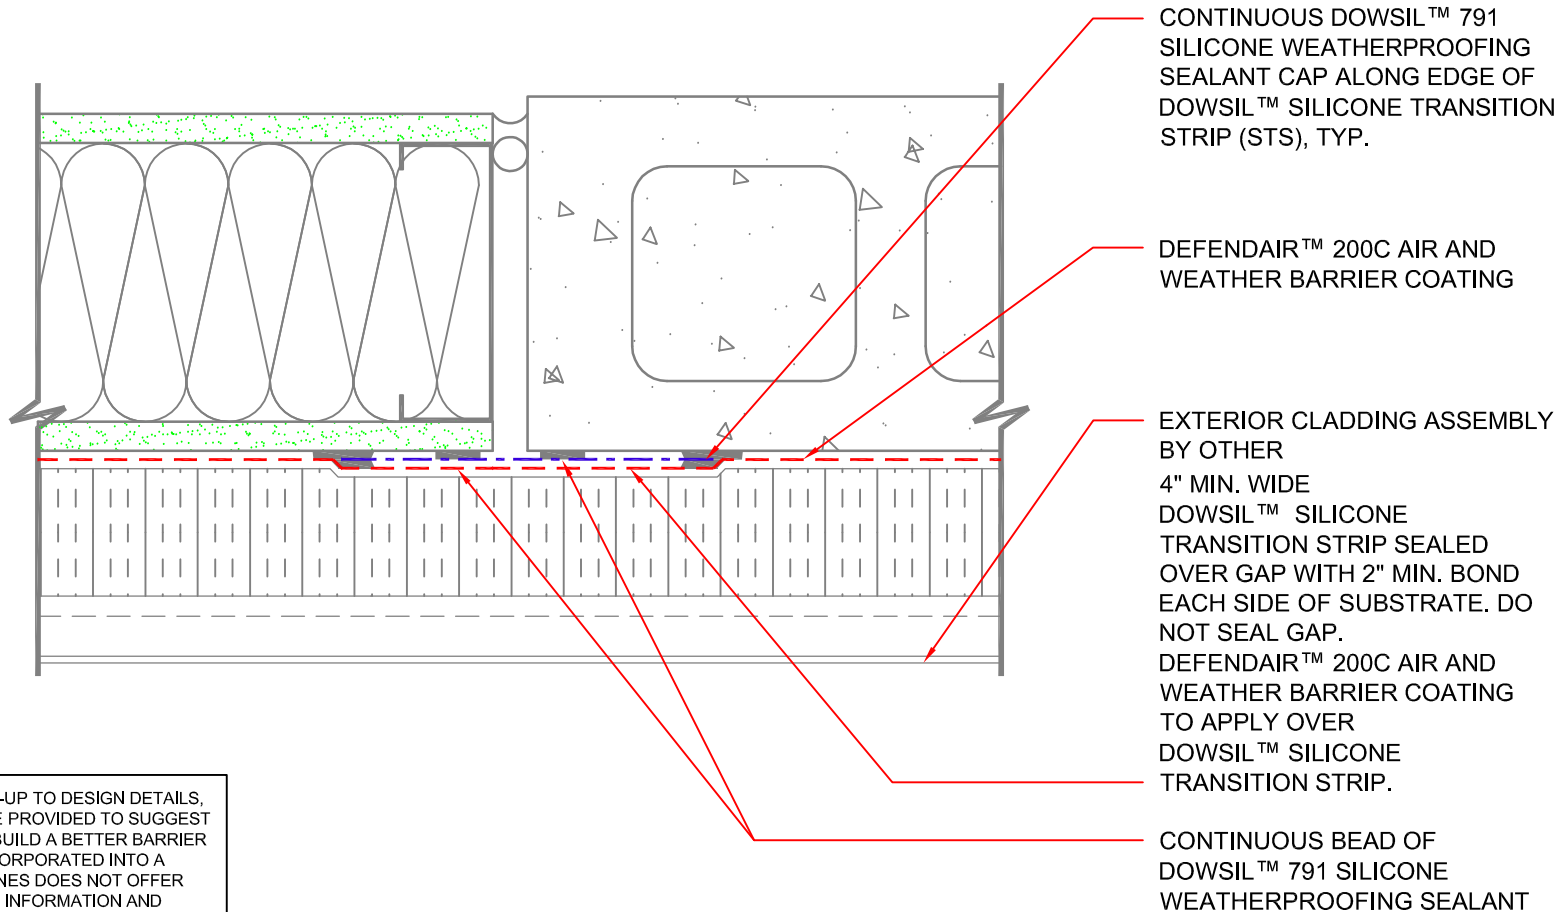 CONTINUOUS DOWSIL™ 791
SILICONE WEATHERPROOFING
SEALANT CAP ALONG EDGE OF
DOWSIL™ SILICONE TRANSITION
STRIP (STS), TYP.
DEFENDAIR™ 200C AIR AND
WEATHER BARRIER COATING
EXTERIOR CLADDING ASSEMBLY
BY OTHER
4" MIN. WIDE
DOWSIL™ SILICONE
TRANSITION STRIP SEALED
OVER GAP WITH 2" MIN. BOND
EACH SIDE OF SUBSTRATE. DO
NOT SEAL GAP.
DEFENDAIR™ 200C AIR AND
WEATHER BARRIER COATING
TO APPLY OVER
DOWSIL™ SILICONE
TRANSITION STRIP.
CONTINUOUS BEAD OF
DOWSIL™ 791 SILICONE
WEATHERPROOFING SEALANT
-UP TO DESIGN DETAILS,
E PROVIDED TO SUGGEST
BUILD A BETTER BARRIER
ORPORATED INTO A
NES DOES NOT OFFER
INFORMATION AND